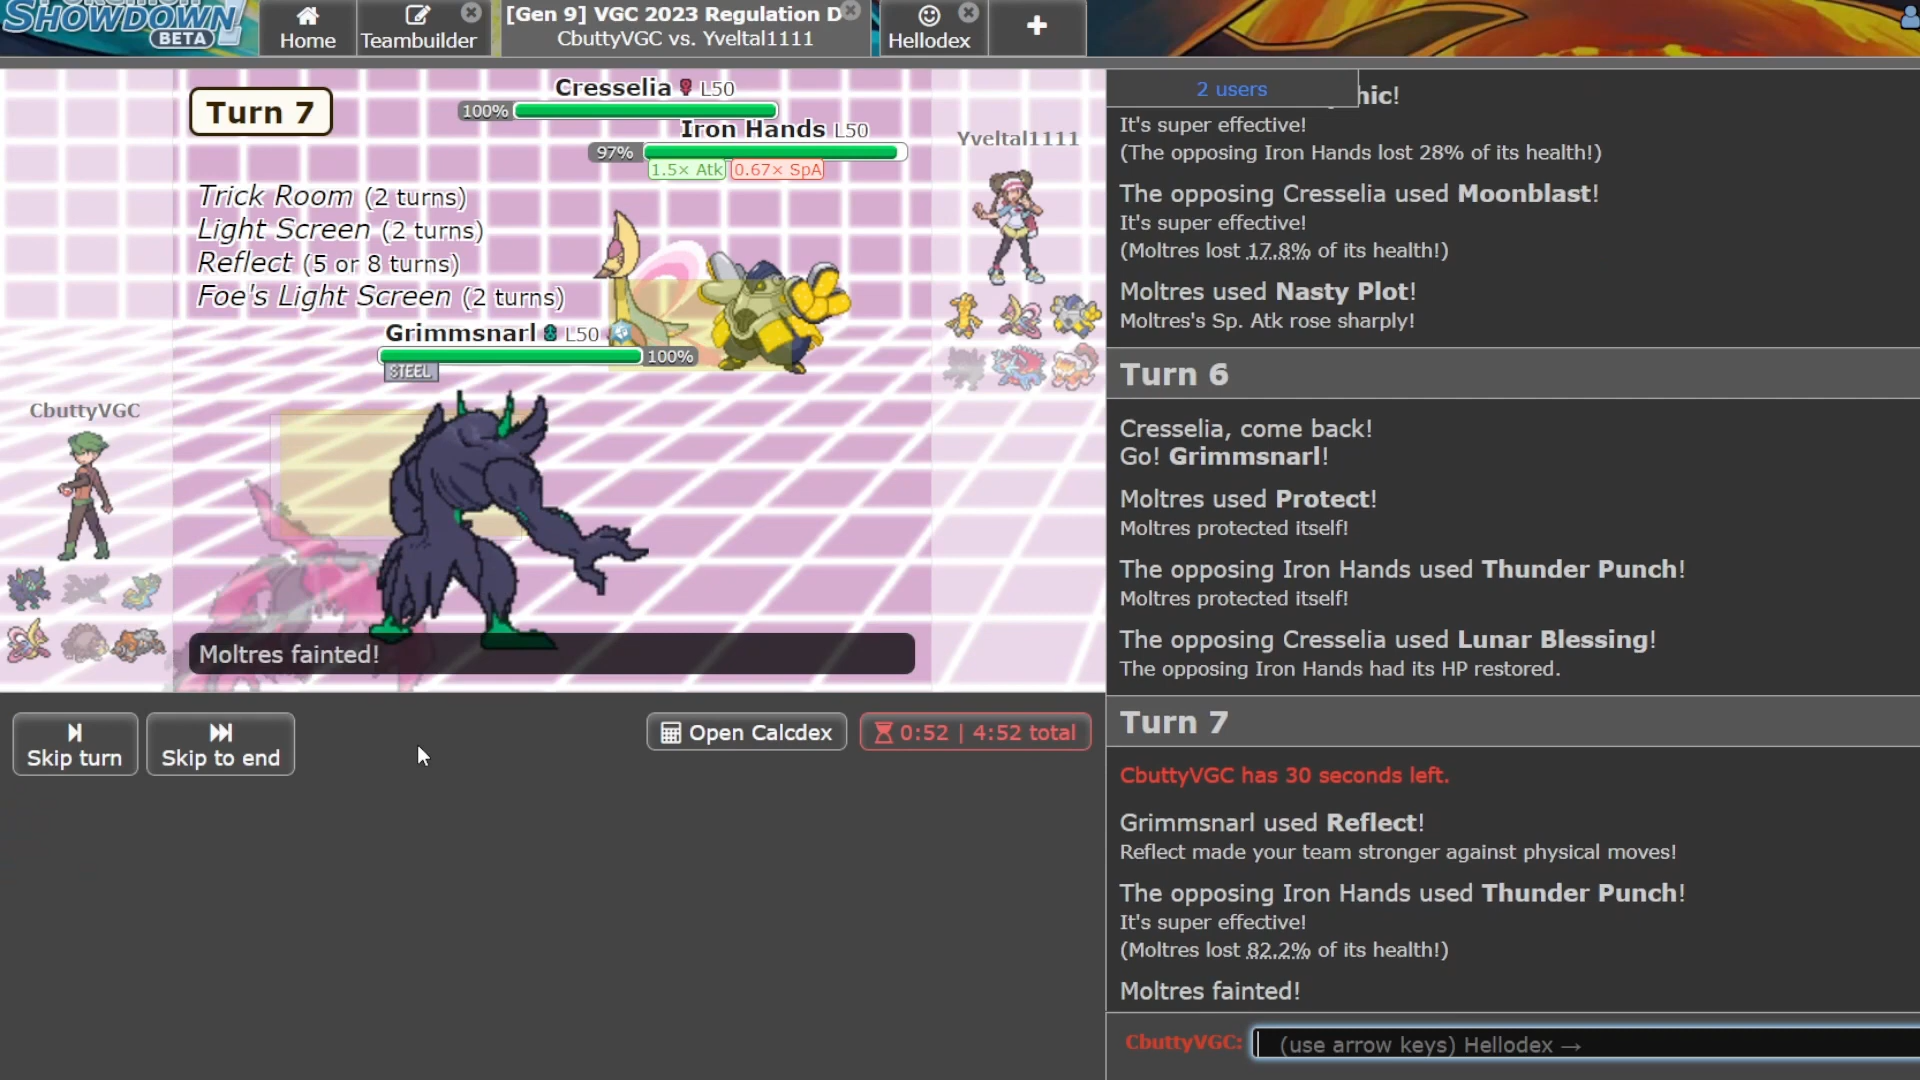 SHOWDOWN
BETA
Home
Teambuilder
[Gen 9] VGC 2023 Regulation D
CbuttyVGC vs. Yveltal1111
Hellodex
Turn 7
Cresselia L50
100%
Iron Hands L50
97%
1.5× Atk 0.67× SpA
Yveltal1111
Trick Room (2 turns)
Light Screen (2 turns)
Reflect (5 or 8 turns)
Foe's Light Screen (2 turns)
Grimmsnarl L50
100%
STEEL
CbuttyVGC
Moltres fainted!
Skip turn
Skip to end
Open Calcdex
0:52 | 4:52 total
2 users
hic!
It's super effective!
(The opposing Iron Hands lost 28% of its health!)
The opposing Cresselia used Moonblast!
It's super effective!
(Moltres lost 17.8% of its health!)
Moltres used Nasty Plot!
Moltres's Sp. Atk rose sharply!
Turn 6
Cresselia, come back!
Go! Grimmsnarl!
Moltres used Protect!
Moltres protected itself!
The opposing Iron Hands used Thunder Punch!
Moltres protected itself!
The opposing Cresselia used Lunar Blessing!
The opposing Iron Hands had its HP restored.
Turn 7
CbuttyVGC has 30 seconds left.
Grimmsnarl used Reflect!
Reflect made your team stronger against physical moves!
The opposing Iron Hands used Thunder Punch!
It's super effective!
(Moltres lost 82.2% of its health!)
Moltres fainted!
CbuttyVGC: (use arrow keys) Hellodex →